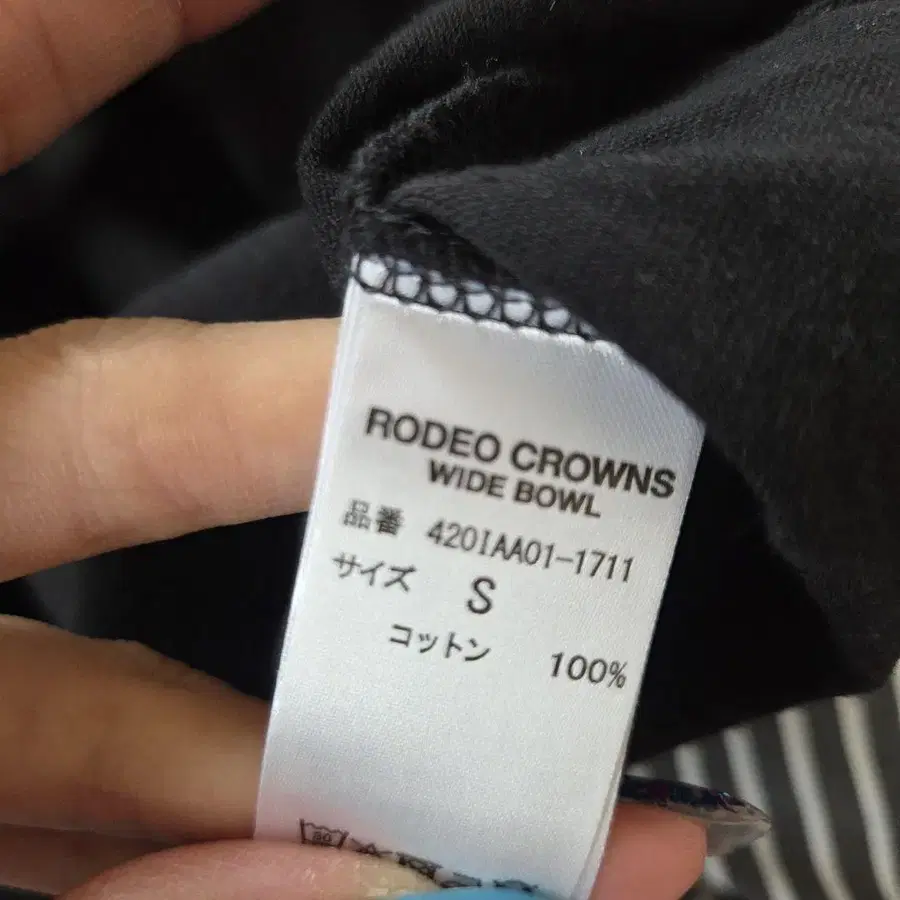 RODEO CROWNS
WIDE BOWL
品番 420IAA01-1711
サイズ S
コットン 100%